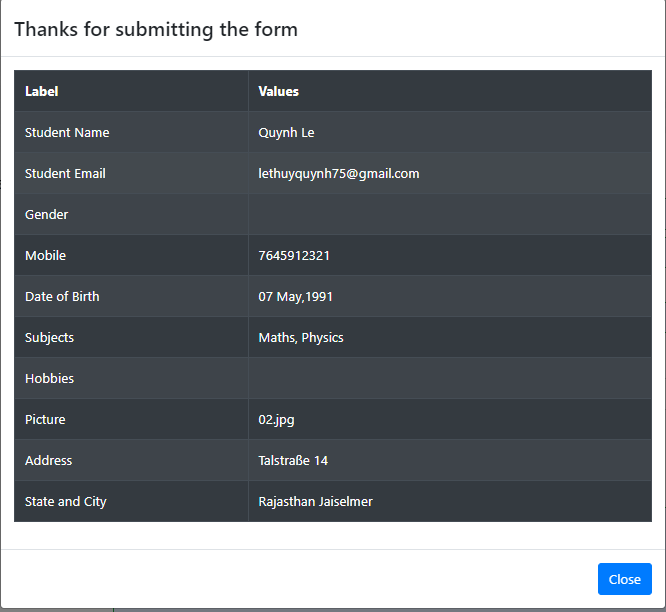 Thanks for submitting the form
Label Values
Student Name Quynh Le
Student Email lethuyquynh75@gmail.com
Gender
Mobile 7645912321
Date of Birth 07 May,1991
Subjects Maths, Physics
Hobbies
Picture 02.jpg
Address Talstraße 14
State and City Rajasthan Jaiselmer
Close